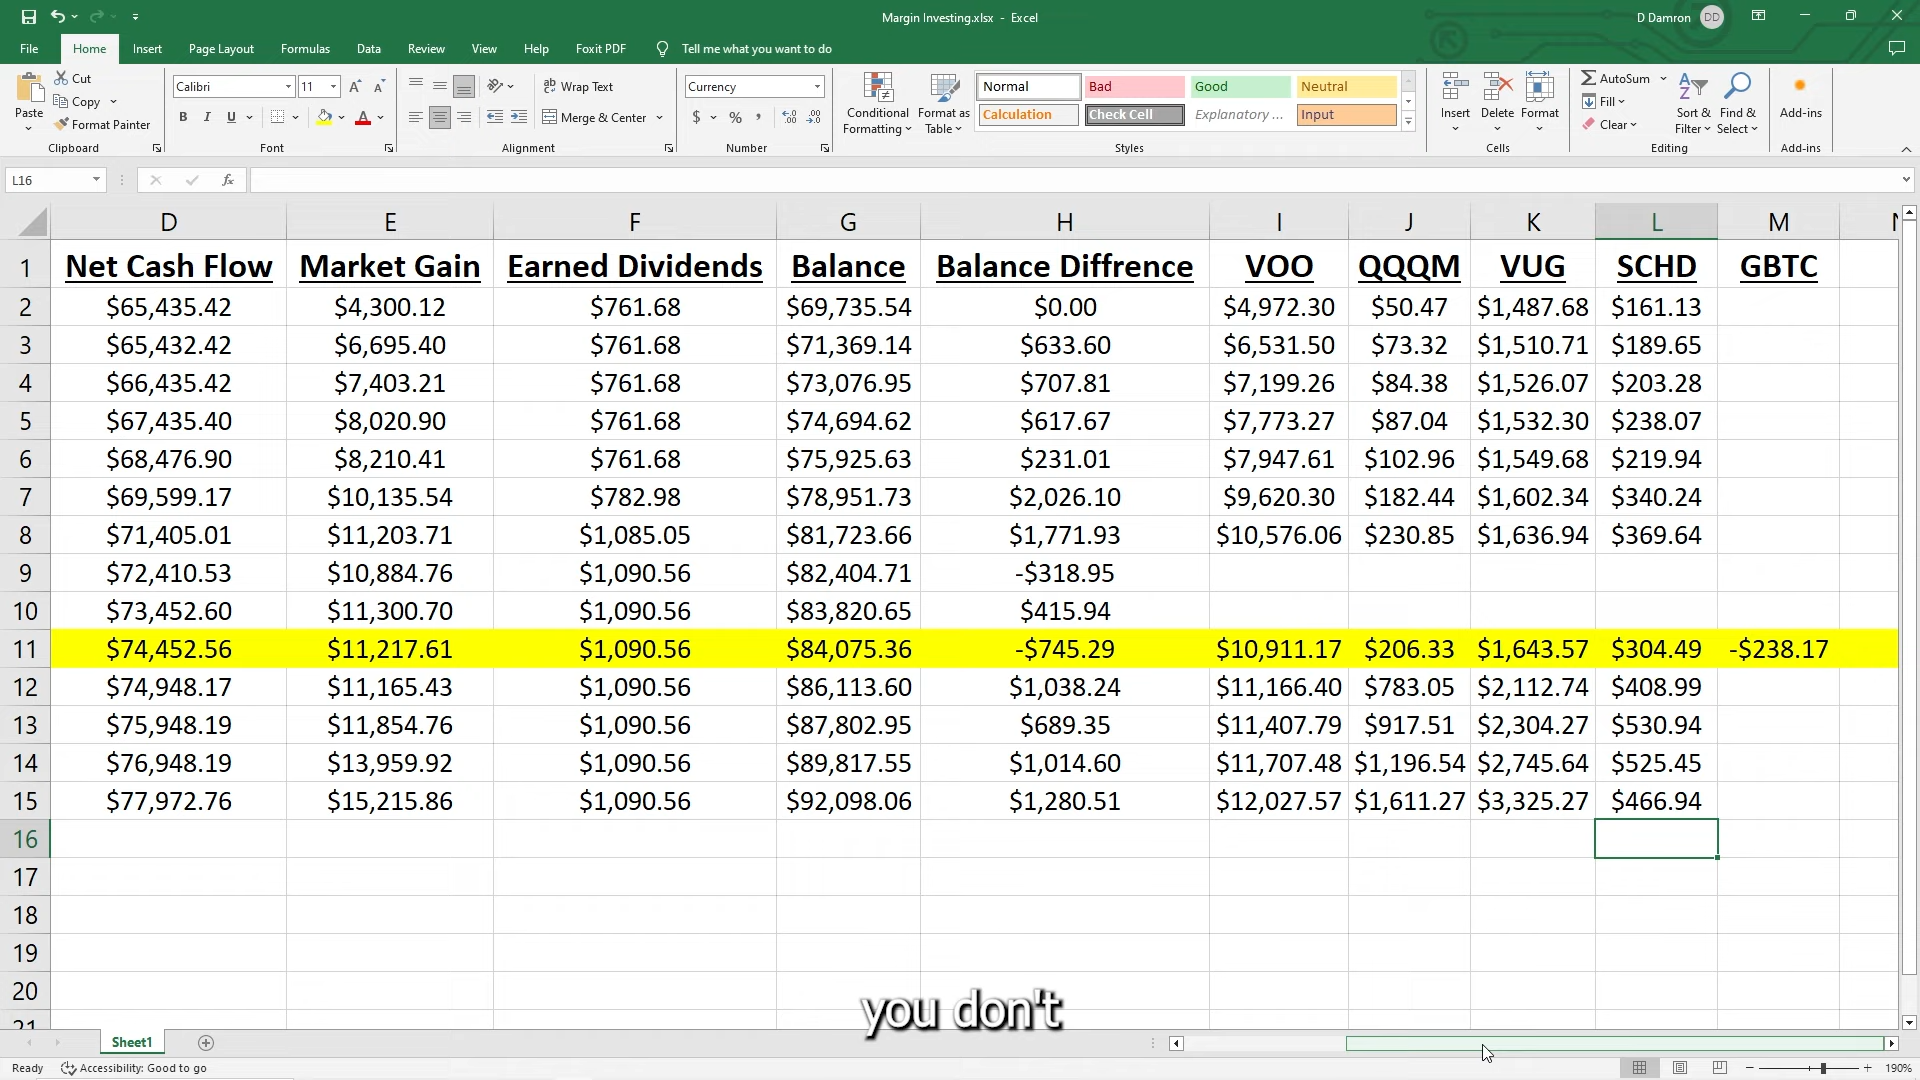 Margin Investing.xlsx - Excel
D Damron DD
File Home Insert Page Layout Formulas Data Review View Help Foxit PDF Tell me what you want to do
Paste Cut Copy Format Painter
Clipboard
Calibri 11
B I U A
Font
Wrap Text
Merge & Center
Alignment
Currency
$ % ,
Number
Conditional Formatting Format as Table
Normal Bad Good Neutral
Calculation Check Cell Explanatory ... Input
Styles
Insert Delete Format
Cells
AutoSum Fill Clear Sort & Filter Find & Select
Editing
Add-ins
Add-ins
L16 fx
D E F G H I J K L M
1 Net Cash Flow Market Gain Earned Dividends Balance Balance Diffrence VOO QQQM VUG SCHD GBTC
2 $65,435.42 $4,300.12 $761.68 $69,735.54 $0.00 $4,972.30 $50.47 $1,487.68 $161.13
3 $65,432.42 $6,695.40 $761.68 $71,369.14 $633.60 $6,531.50 $73.32 $1,510.71 $189.65
4 $66,435.42 $7,403.21 $761.68 $73,076.95 $707.81 $7,199.26 $84.38 $1,526.07 $203.28
5 $67,435.40 $8,020.90 $761.68 $74,694.62 $617.67 $7,773.27 $87.04 $1,532.30 $238.07
6 $68,476.90 $8,210.41 $761.68 $75,925.63 $231.01 $7,947.61 $102.96 $1,549.68 $219.94
7 $69,599.17 $10,135.54 $782.98 $78,951.73 $2,026.10 $9,620.30 $182.44 $1,602.34 $340.24
8 $71,405.01 $11,203.71 $1,085.05 $81,723.66 $1,771.93 $10,576.06 $230.85 $1,636.94 $369.64
9 $72,410.53 $10,884.76 $1,090.56 $82,404.71 -$318.95
10 $73,452.60 $11,300.70 $1,090.56 $83,820.65 $415.94
11 $74,452.56 $11,217.61 $1,090.56 $84,075.36 -$745.29 $10,911.17 $206.33 $1,643.57 $304.49 -$238.17
12 $74,948.17 $11,165.43 $1,090.56 $86,113.60 $1,038.24 $11,166.40 $783.05 $2,112.74 $408.99
13 $75,948.19 $11,854.76 $1,090.56 $87,802.95 $689.35 $11,407.79 $917.51 $2,304.27 $530.94
14 $76,948.19 $13,959.92 $1,090.56 $89,817.55 $1,014.60 $11,707.48 $1,196.54 $2,745.64 $525.45
15 $77,972.76 $15,215.86 $1,090.56 $92,098.06 $1,280.51 $12,027.57 $1,611.27 $3,325.27 $466.94
16
17
18
19
20
21
you don't
Sheet1
Ready Accessibility: Good to go 190%